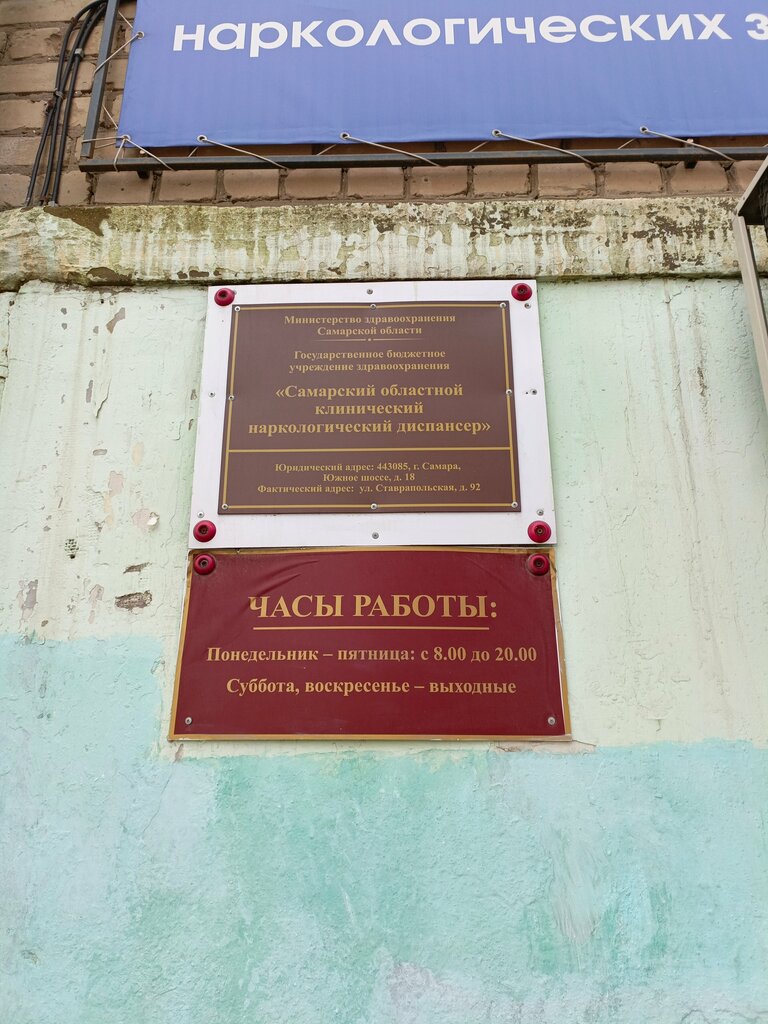 наркологических з
Министерство здравоохранения
Самарской области
Государственное бюджетное
учреждение здравоохранения
«Самарский областной
клинический
наркологический диспансер»
Юридический адрес: 443085, г. Самара,
Южное шоссе, д. 18
Фактический адрес: ул. Ставрапольская, д. 92
ЧАСЫ РАБОТЫ:
Понедельник – пятница: с 8.00 до 20.00
Суббота, воскресенье – выходные